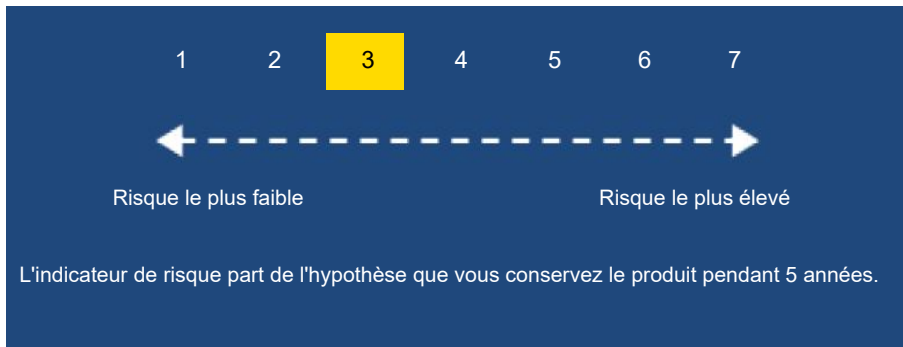 1 2 3 4 5 6 7
Risque le plus faible Risque le plus élevé
L'indicateur de risque part de l'hypothèse que vous conservez le produit pendant 5 années.